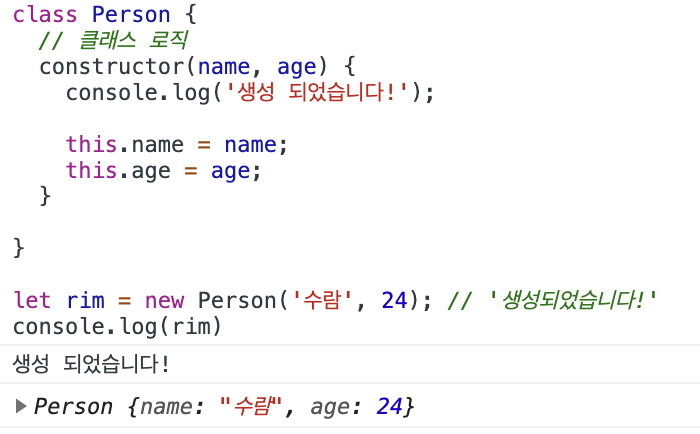 class Person {
  // 클래스 로직
  constructor(name, age) {
    console.log('생성 되었습니다!');

    this.name = name;
    this.age = age;
  }

}

let rim = new Person('수람', 24); // '생성되었습니다!'
console.log(rim)
생성 되었습니다!
Person {name: "수람", age: 24}